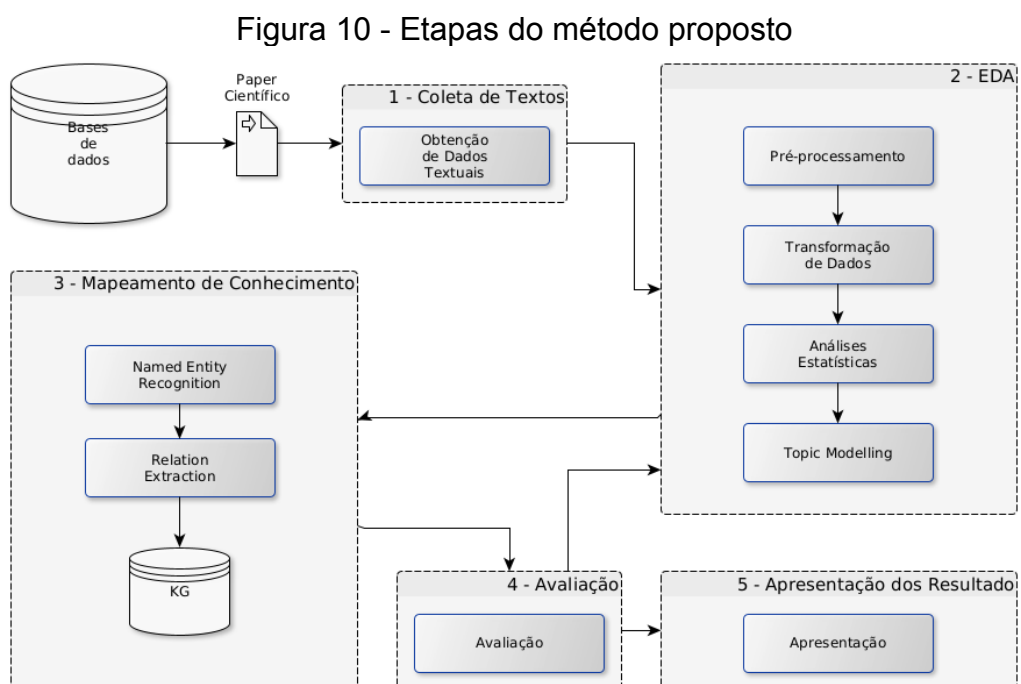 Figura 10 - Etapas do método proposto
Bases
de
dados
Paper
Científico
1 - Coleta de Textos
Obtenção
de Dados
Textuais
2 - EDA
Pré-processamento
Transformação
de Dados
Análises
Estatísticas
Topic Modelling
3 - Mapeamento de Conhecimento
Named Entity
Recognition
Relation
Extraction
KG
4 - Avaliação
Avaliação
5 - Apresentação dos Resultado
Apresentação